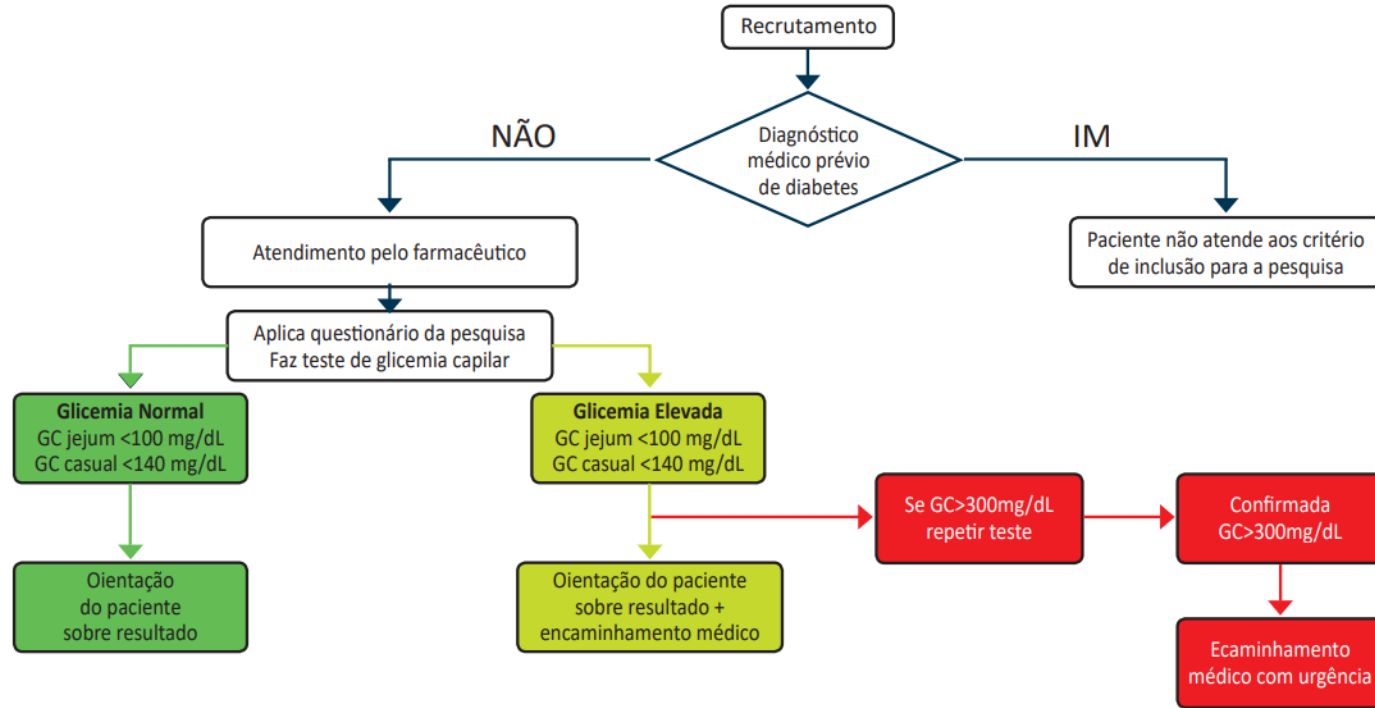 Recrutamento
NÃO
Diagnóstico
médico prévio
de diabetes
IM
Atendimento pelo farmacêutico
Paciente não atende aos critério
de inclusão para a pesquisa
Aplica questionário da pesquisa
Faz teste de glicemia capilar
Glicemia Normal
GC jejum <100 mg/dL
GC casual <140 mg/dL
Glicemia Elevada
GC jejum <100 mg/dL
GC casual <140 mg/dL
Se GC>300mg/dL
repetir teste
Confirmada
GC>300mg/dL
Oientação
do paciente
sobre resultado
Oientação do paciente
sobre resultado +
encaminhamento médico
Ecaminhamento
médico com urgência